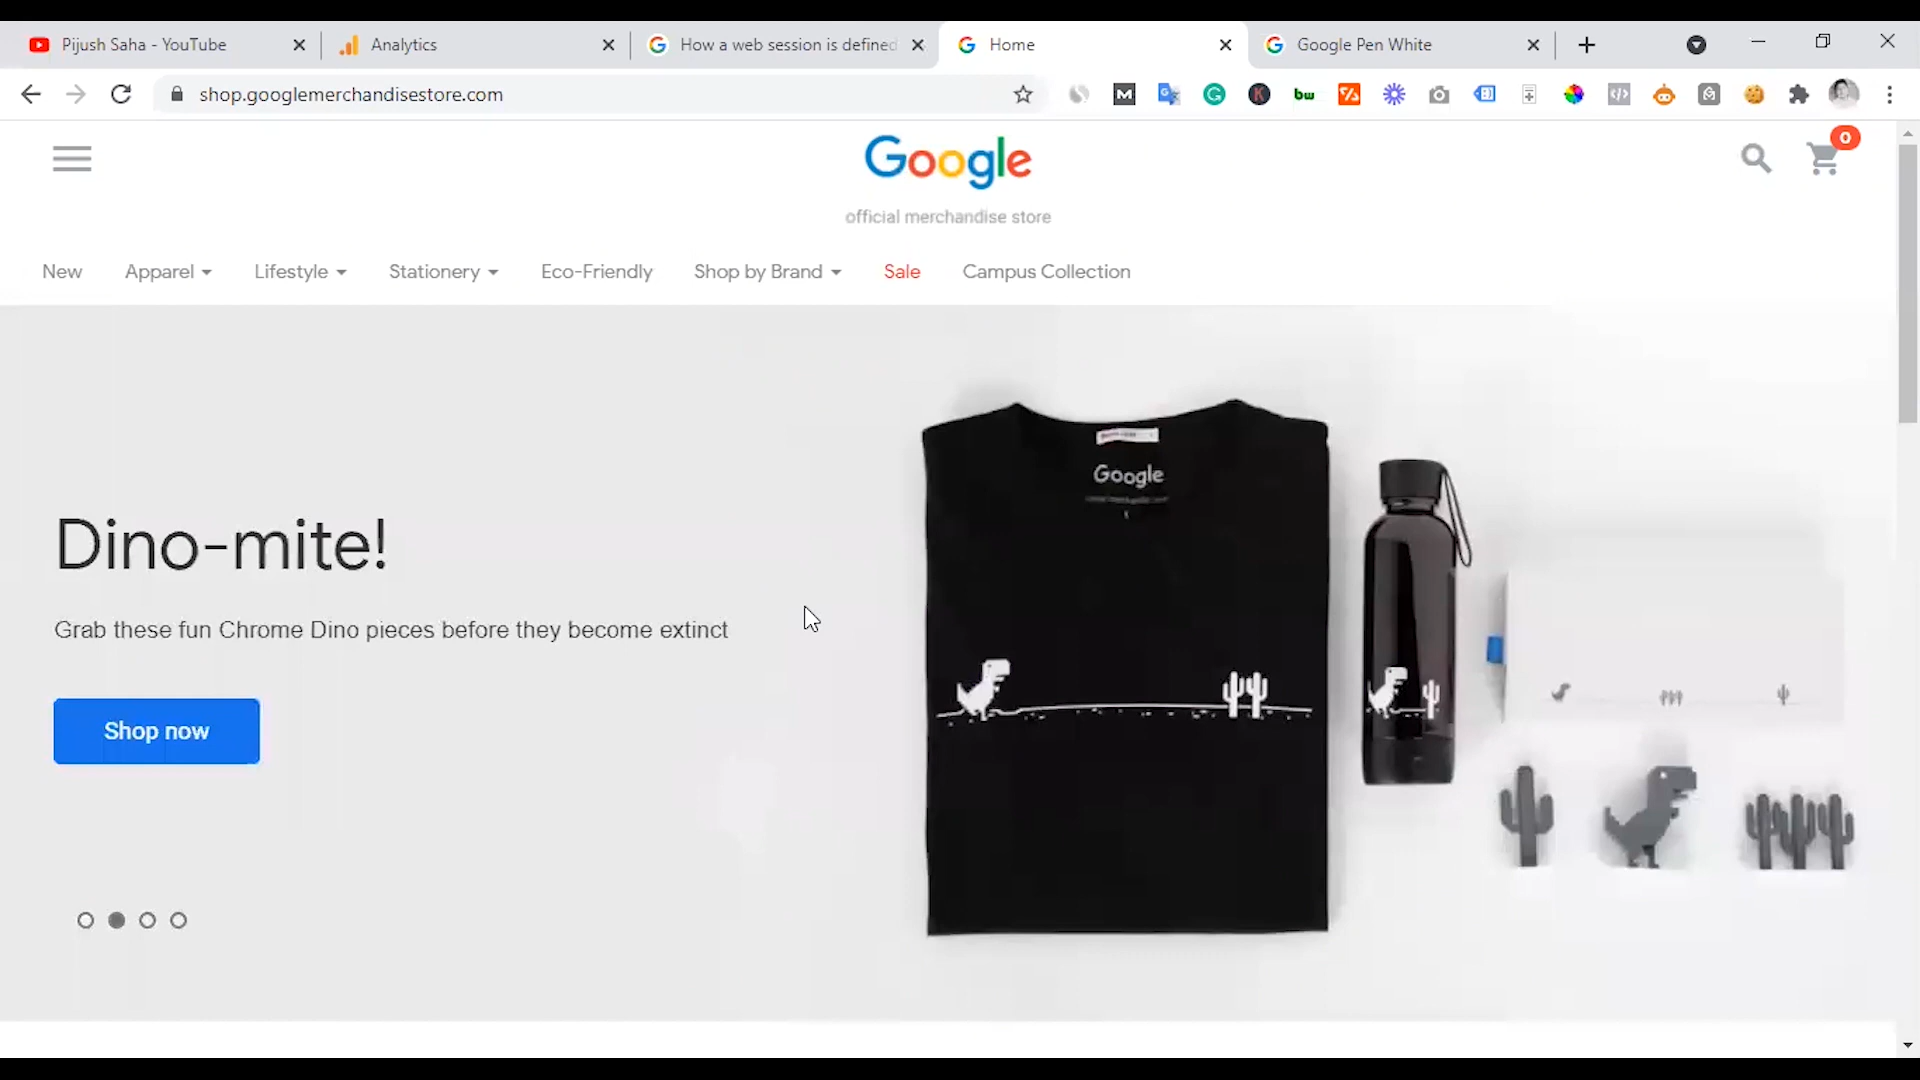 Pijush Saha - YouTube
Analytics
How a web session is defined
Home
Google Pen White
shop.googlemerchandisestore.com
Google
0
official merchandise store
New
Apparel
Lifestyle
Stationery
Eco-Friendly
Shop by Brand
Sale
Campus Collection
Google
Dino-mite!
Grab these fun Chrome Dino pieces before they become extinct
Shop now